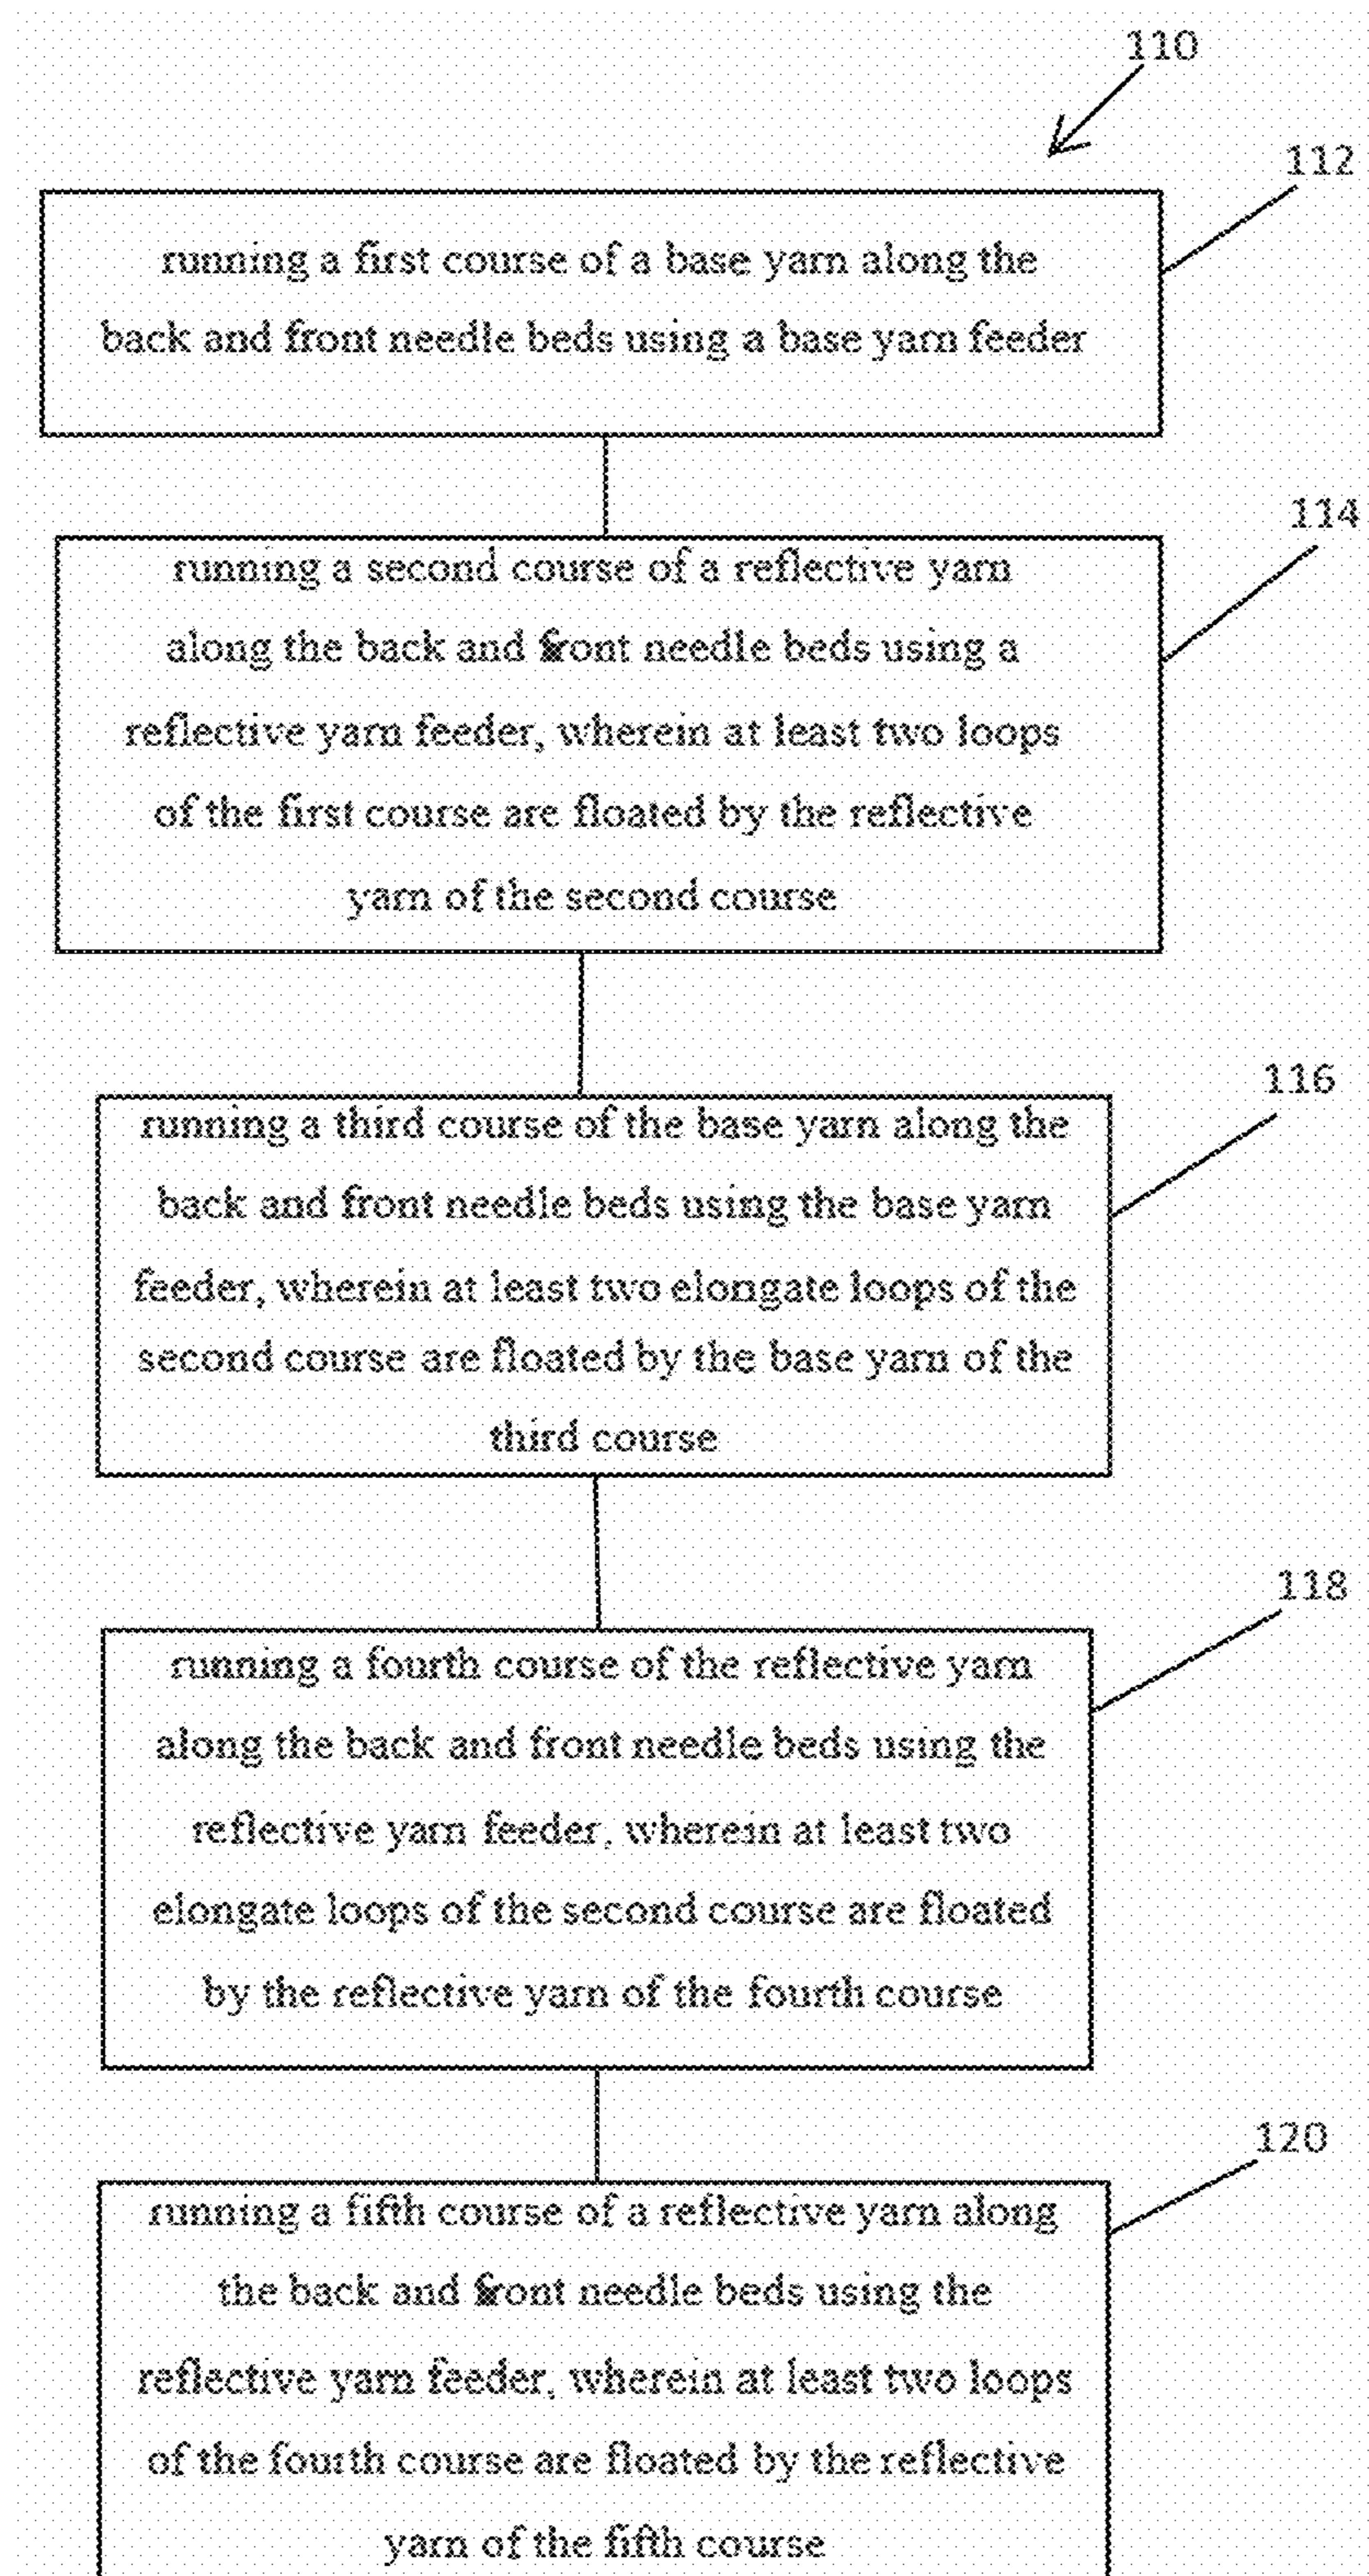 110
112
running a first course of a base yarn along the
back and front needle beds using a base yarn feeder
114
running a second course of a reflective yarn
along the back and front needle beds using a
reflective yarn feeder, wherein at least two loops
of the first course are floated by the reflective
yarn of the second course
116
running a third course of the base yarn along the
back and front needle beds using the base yarn
feeder, wherein at least two elongate loops of the
second course are floated by the base yarn of the
third course
118
running a fourth course of the reflective yarn
along the back and front needle beds using the
reflective yarn feeder, wherein at least two
elongate loops of the second course are floated
by the reflective yarn of the fourth course
120
running a fifth course of a reflective yarn along
the back and front needle beds using the
reflective yarn feeder, wherein at least two loops
of the fourth course are floated by the reflective
yarn of the fifth course